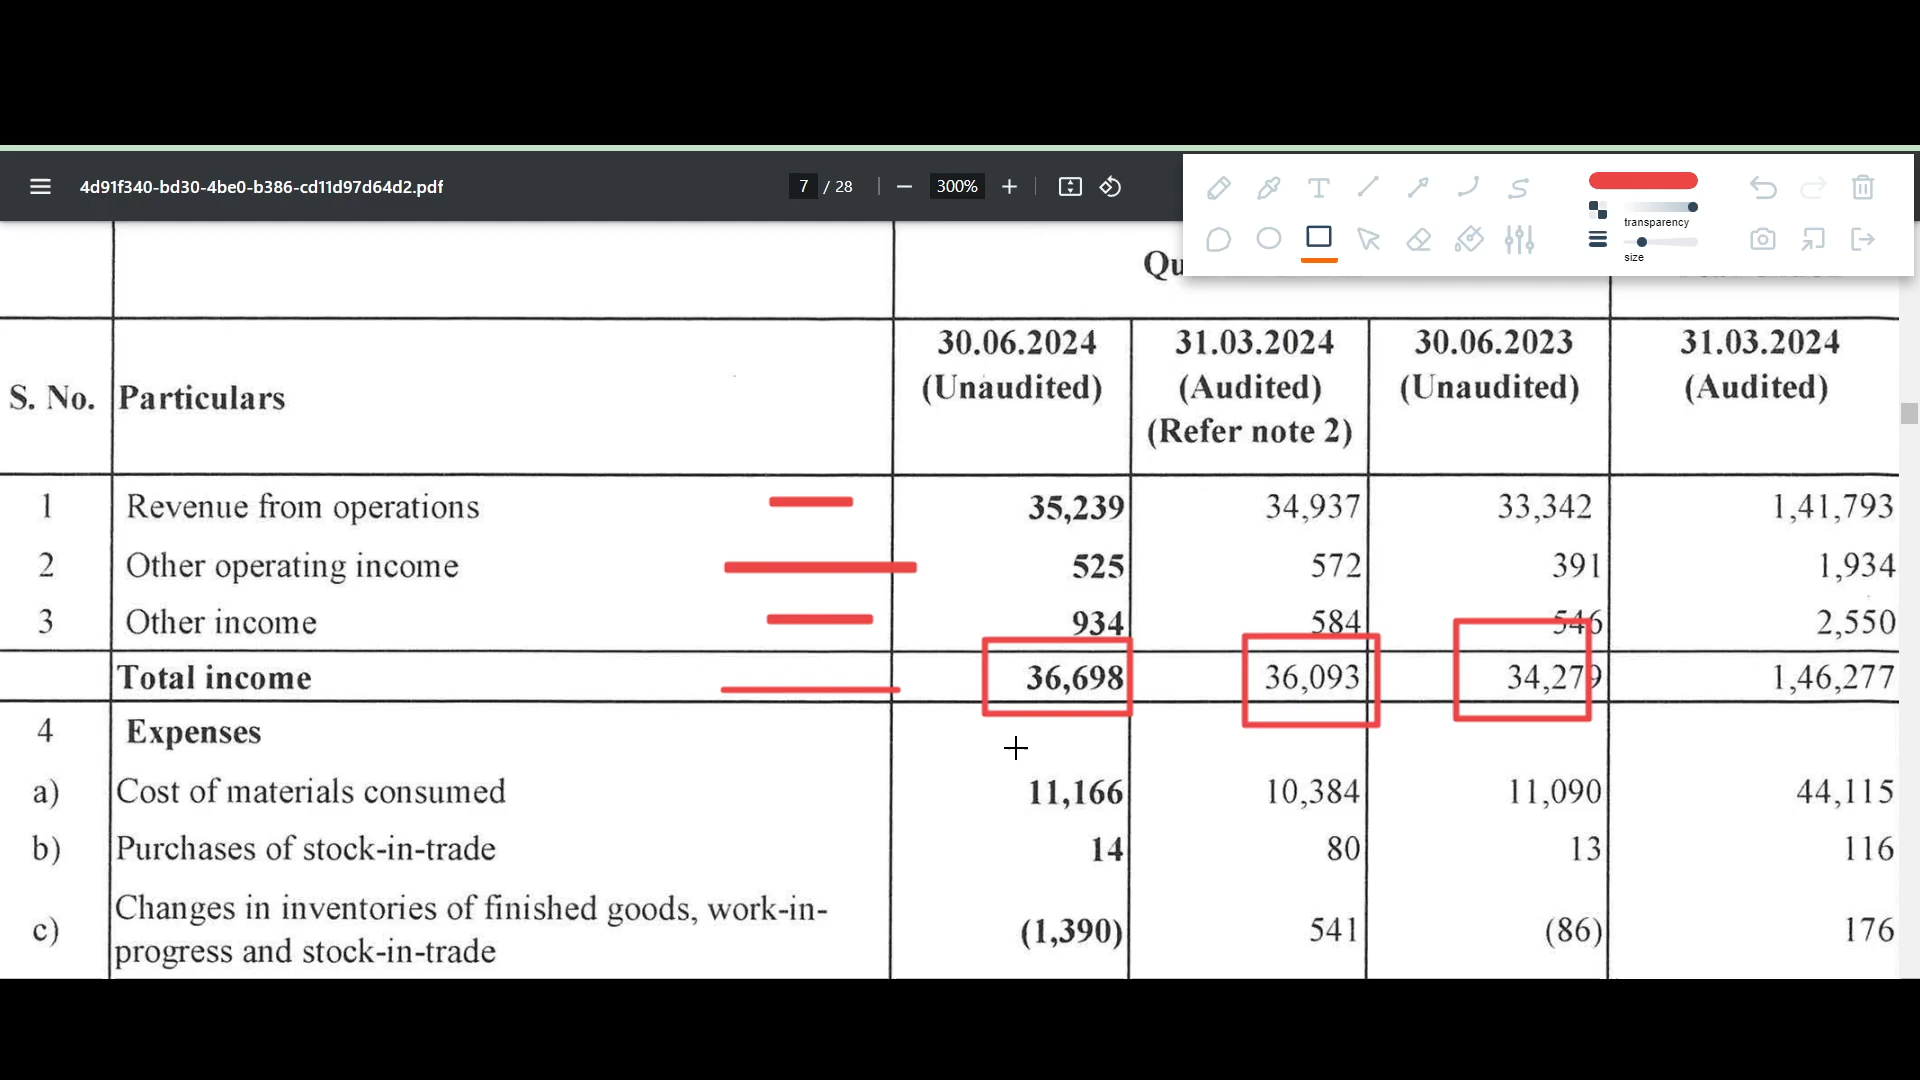 4d91f340-bd30-4be0-b386-cd11d97d64d2.pdf
7 / 28
300%
transparency
size
Qu
30.06.2024 31.03.2024 30.06.2023 31.03.2024
S. No. Particulars (Unaudited) (Audited) (Unaudited) (Audited)
(Refer note 2)
1 Revenue from operations 35,239 34,937 33,342 1,41,793
2 Other operating income 525 572 391 1,934
3 Other income 934 584 546 2,550
Total income 36,698 36,093 34,279 1,46,277
4 Expenses
a) Cost of materials consumed 11,166 10,384 11,090 44,115
b) Purchases of stock-in-trade 14 80 13 116
c) Changes in inventories of finished goods, work-in- (1,390) 541 (86) 176
progress and stock-in-trade